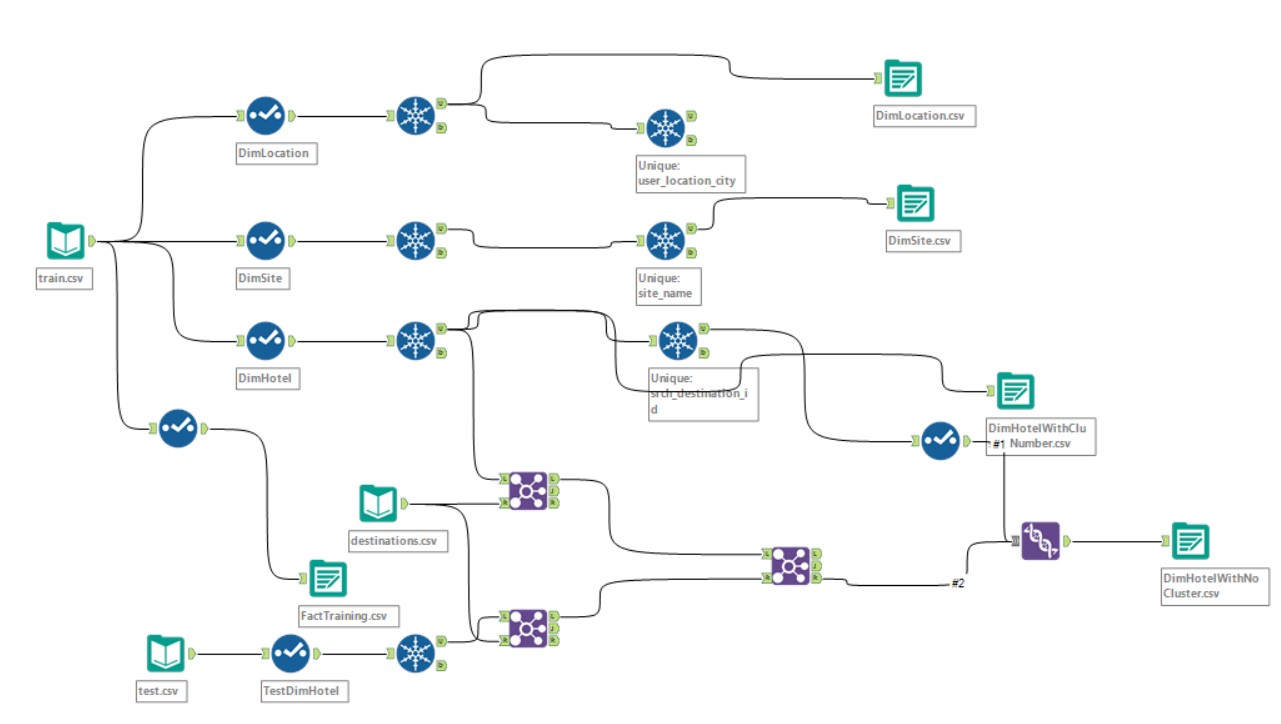 DimLocation.csv
DimLocation
Unique:
user_location_city
DimSite.csv
train.csv
DimSite
Unique:
site_name
DimHotel
Unique:
srch_destination_i
d
DimHotelWithClu
Number.csv
#1
destinations.csv
DimHotelWithNo
Cluster.csv
#2
FactTraining.csv
test.csv
TestDimHotel